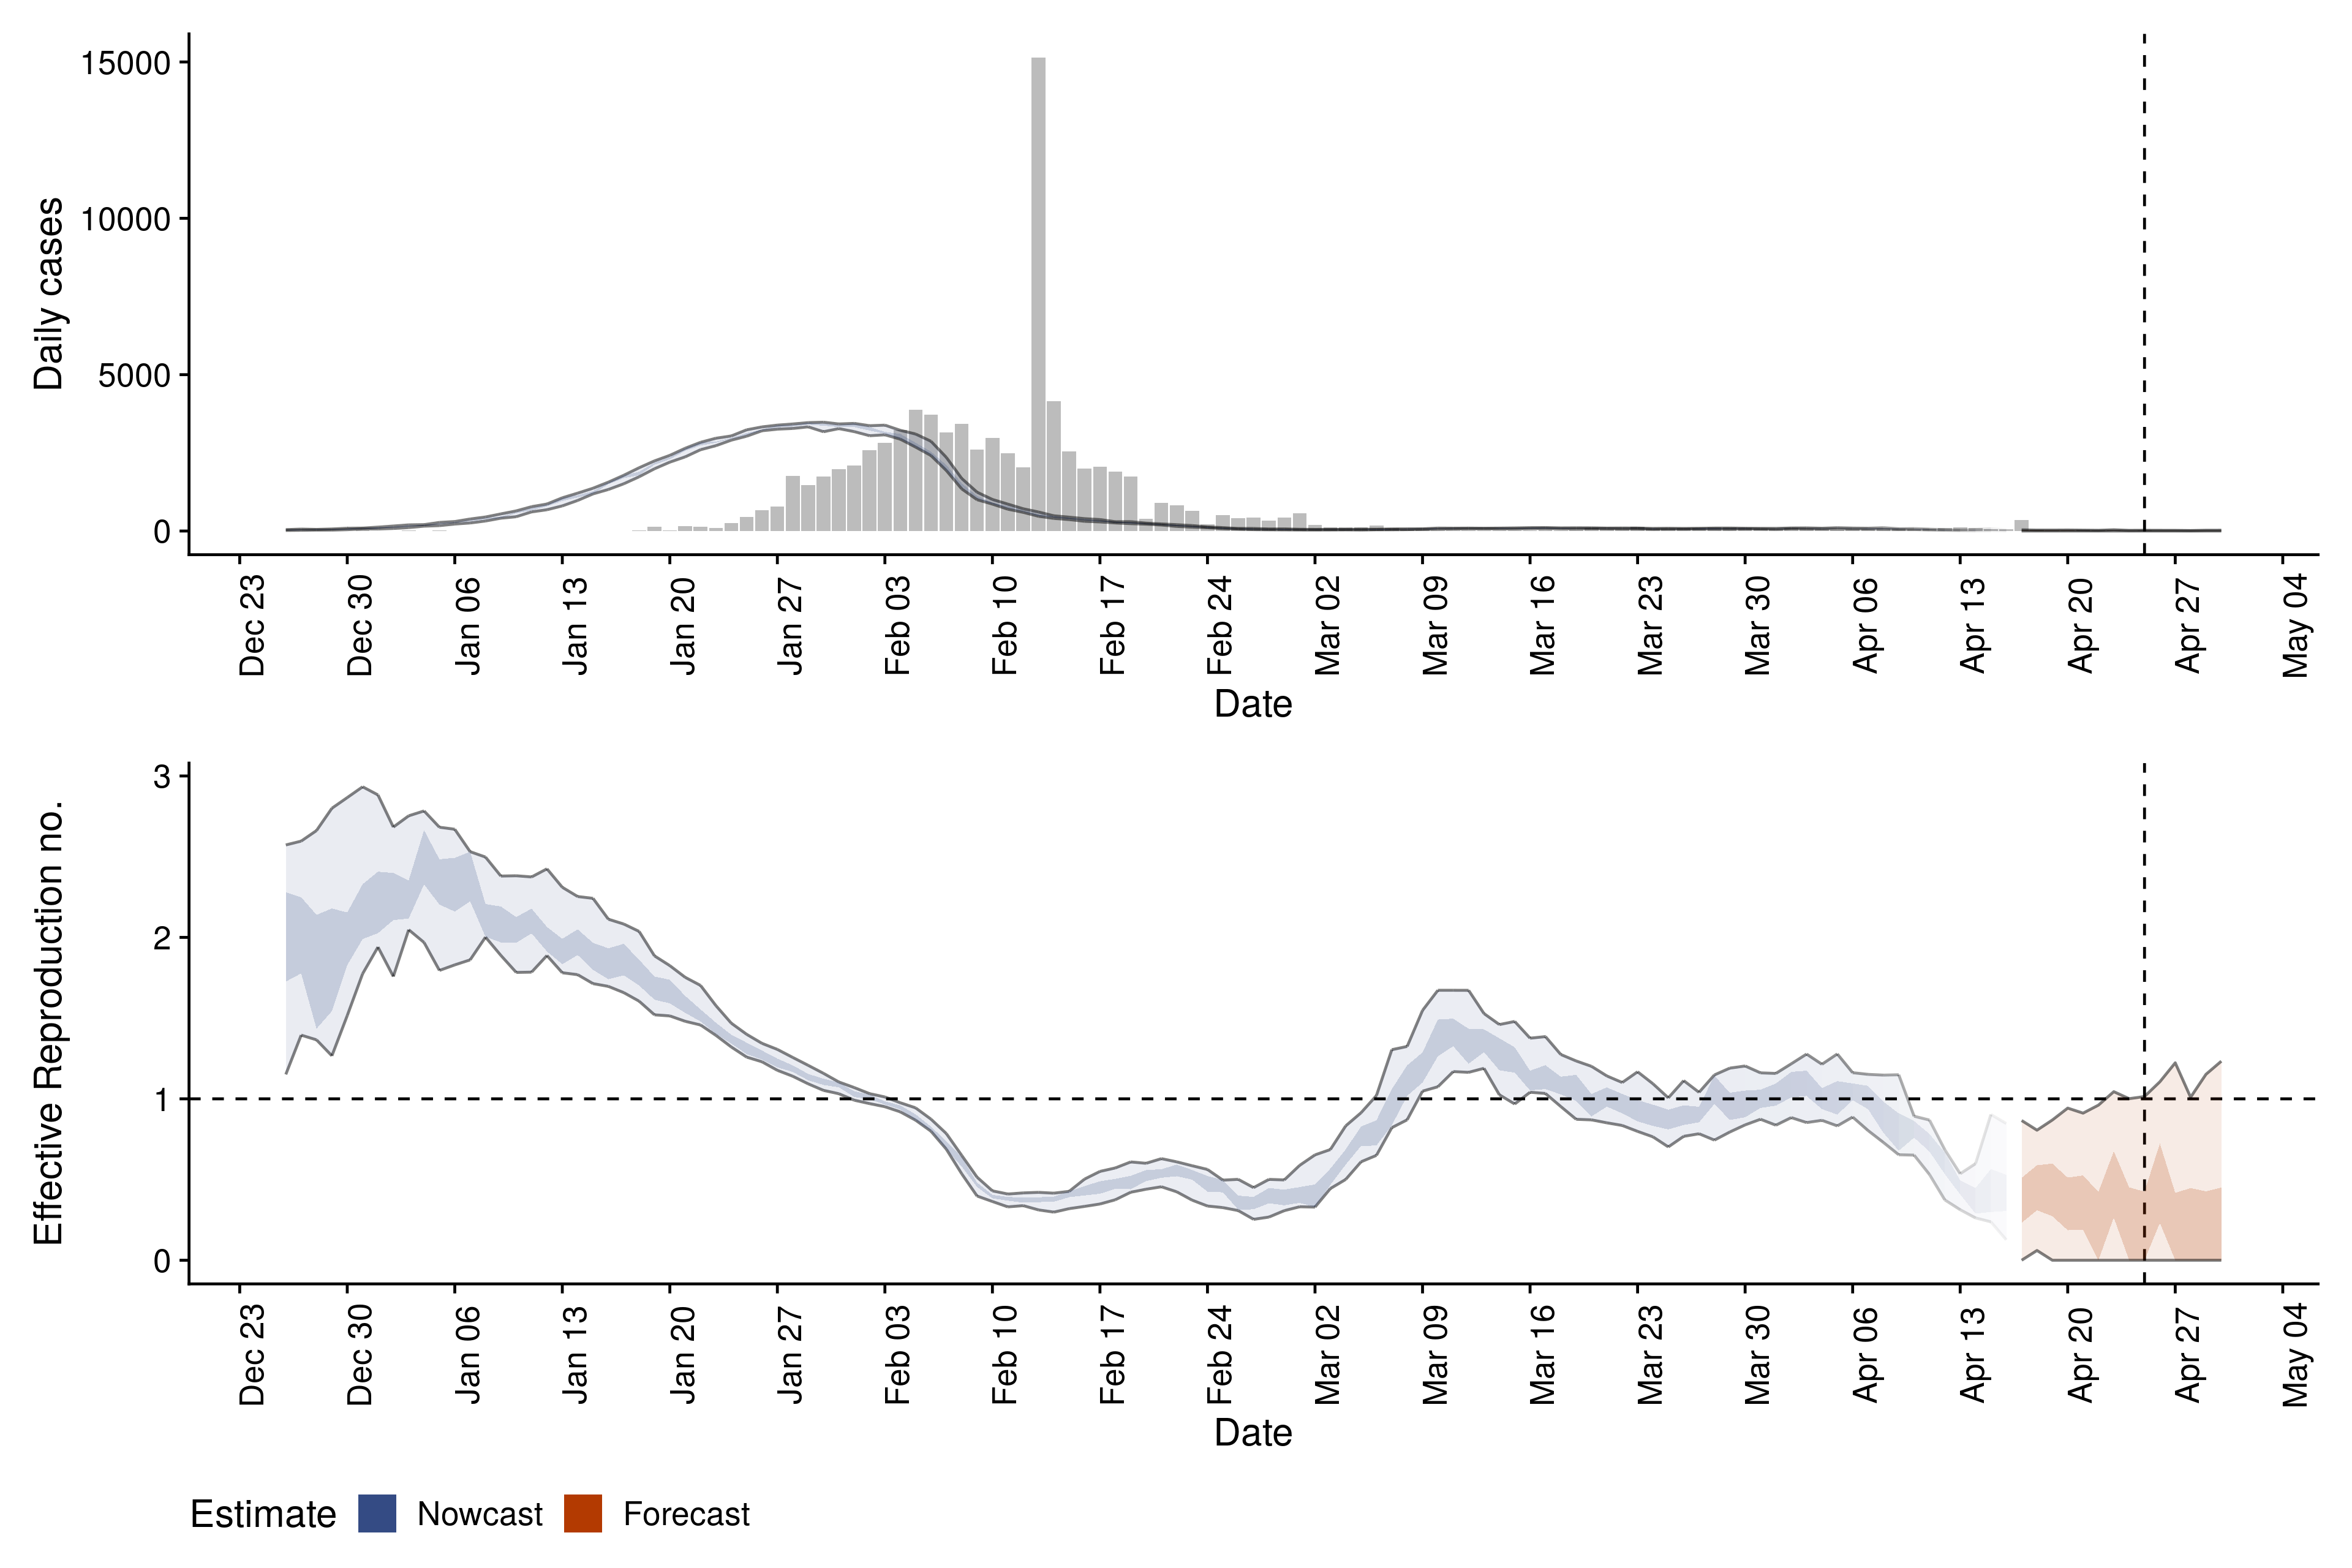 15000
10000
5000
0
Daily cases
Dec 23 Dec 30 Jan 06 Jan 13 Jan 20 Jan 27 Feb 03 Feb 10 Feb 17 Feb 24 Mar 02 Mar 09 Mar 16 Mar 23 Mar 30 Apr 06 Apr 13 Apr 20 Apr 27 May 04
Date
3
2
1
0
Effective Reproduction no.
Dec 23 Dec 30 Jan 06 Jan 13 Jan 20 Jan 27 Feb 03 Feb 10 Feb 17 Feb 24 Mar 02 Mar 09 Mar 16 Mar 23 Mar 30 Apr 06 Apr 13 Apr 20 Apr 27 May 04
Date
Estimate Nowcast Forecast